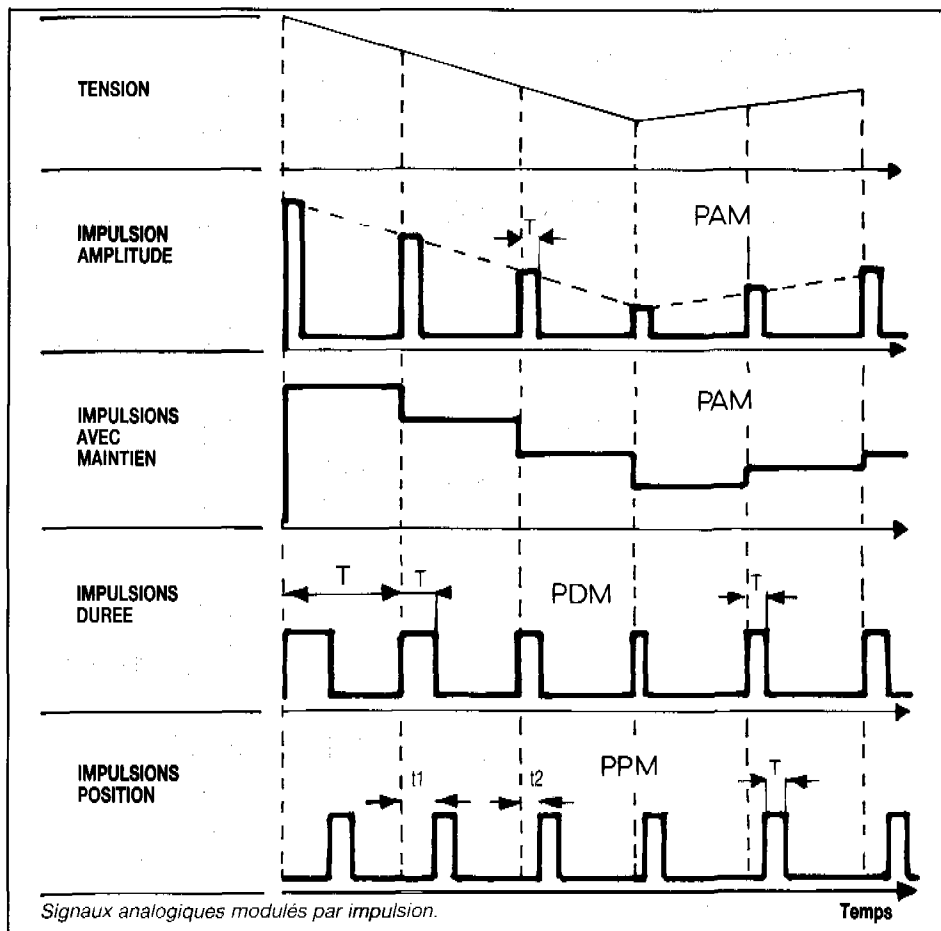 TENSION
IMPULSION
AMPLITUDE
T
PAM
IMPULSIONS
AVEC
MAINTIEN
PAM
IMPULSIONS
DUREE
T
T
PDM
T
IMPULSIONS
POSITION
t1
t2
PPM
T
Signaux analogiques modulés par impulsion.
Temps